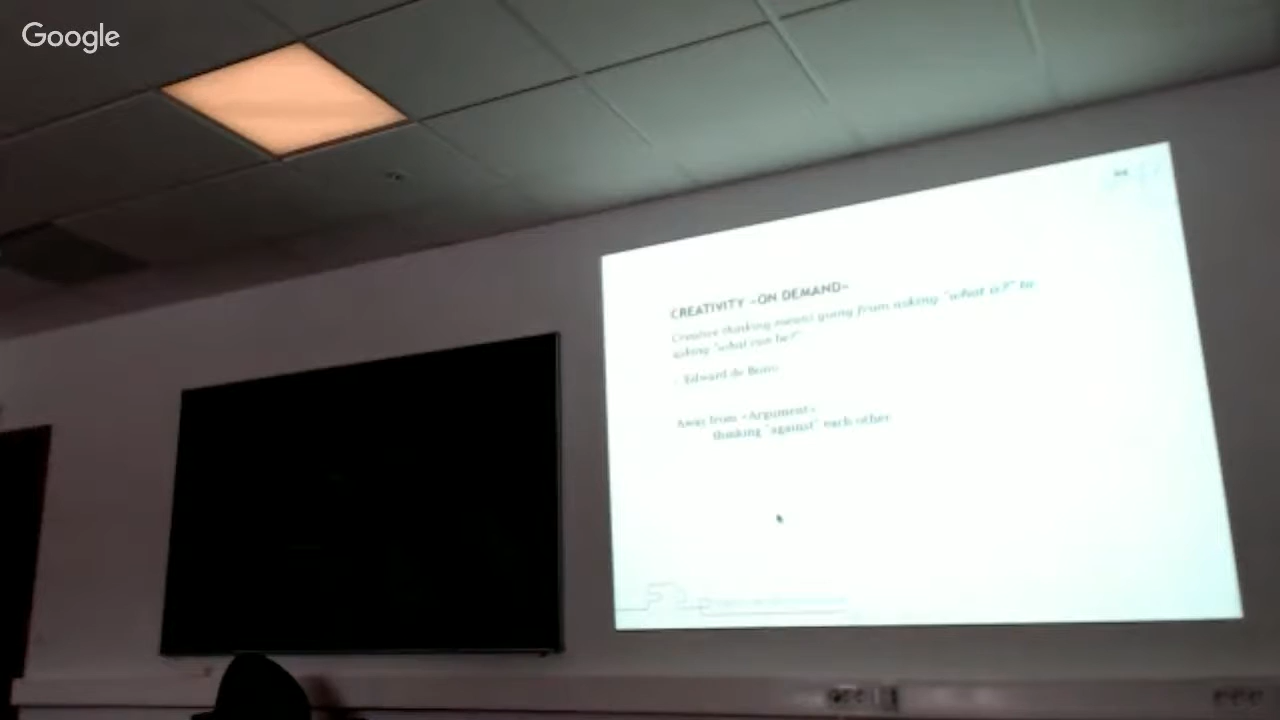 Google
CREATIVITY «ON DEMAND»
Creative thinking means going from asking "what is?" to
asking "what can be?"
- Edward de Bono
Away from «Argument»
thinking "against" each other